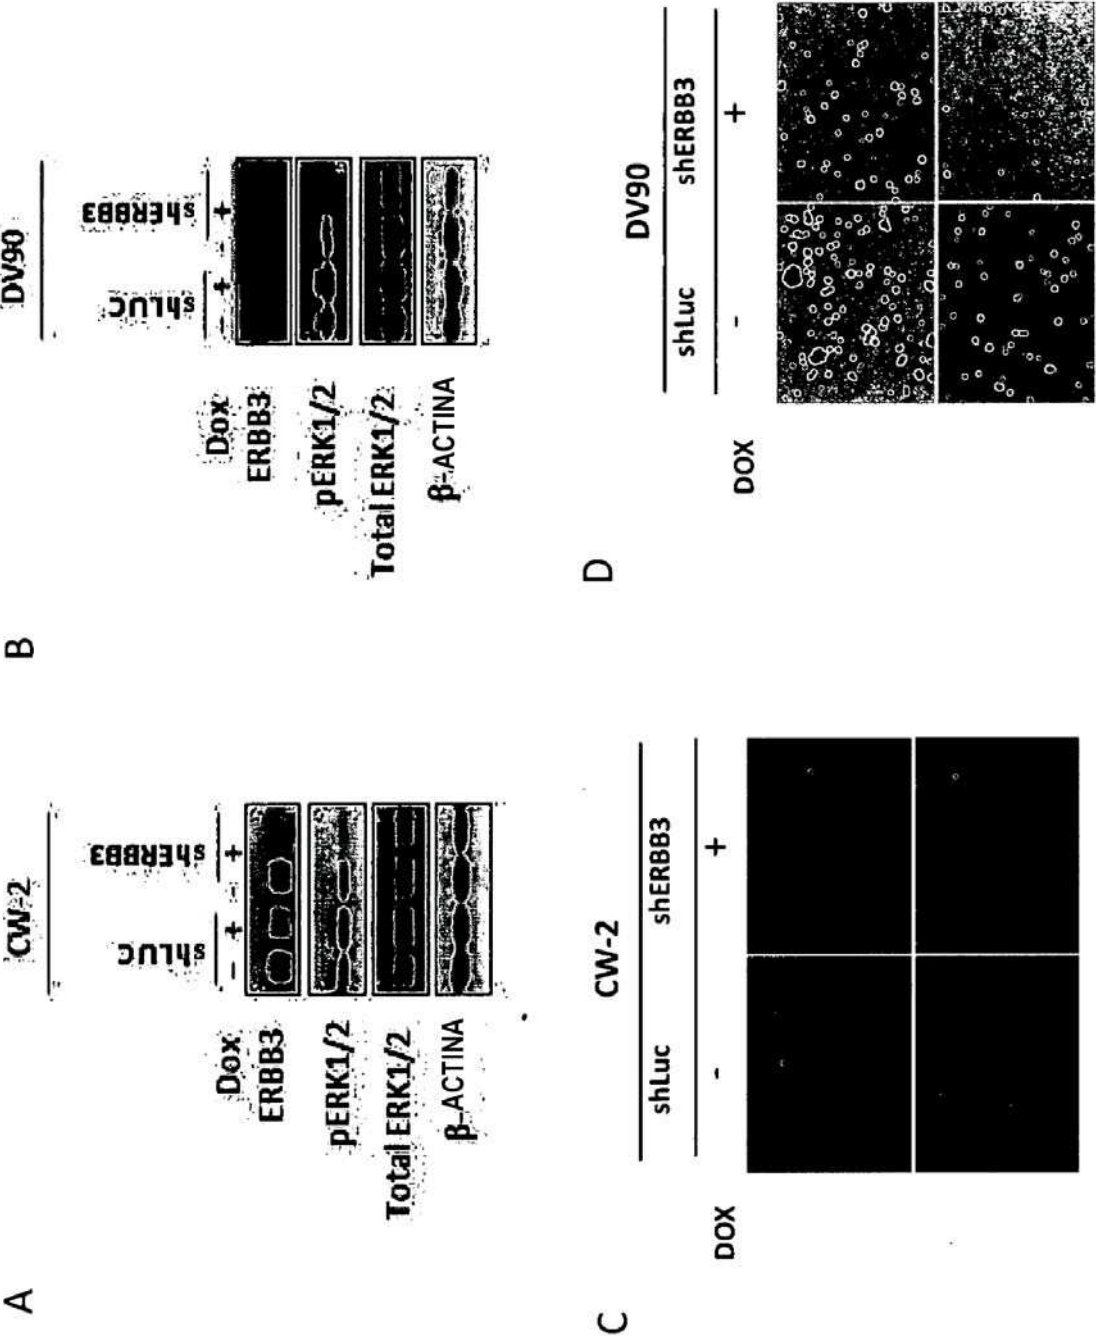 A
CW-2
shLUC shERBB3
Dox - + - +
ERBB3
pERK1/2
Total ERK1/2
β-ACTINA
B
DV90
shLUC shERBB3
Dox - + - +
ERBB3
pERK1/2
Total ERK1/2
β-ACTINA
C
CW-2
shLuc shERBB3
DOX - +
D
DV90
shLuc shERBB3
DOX - +